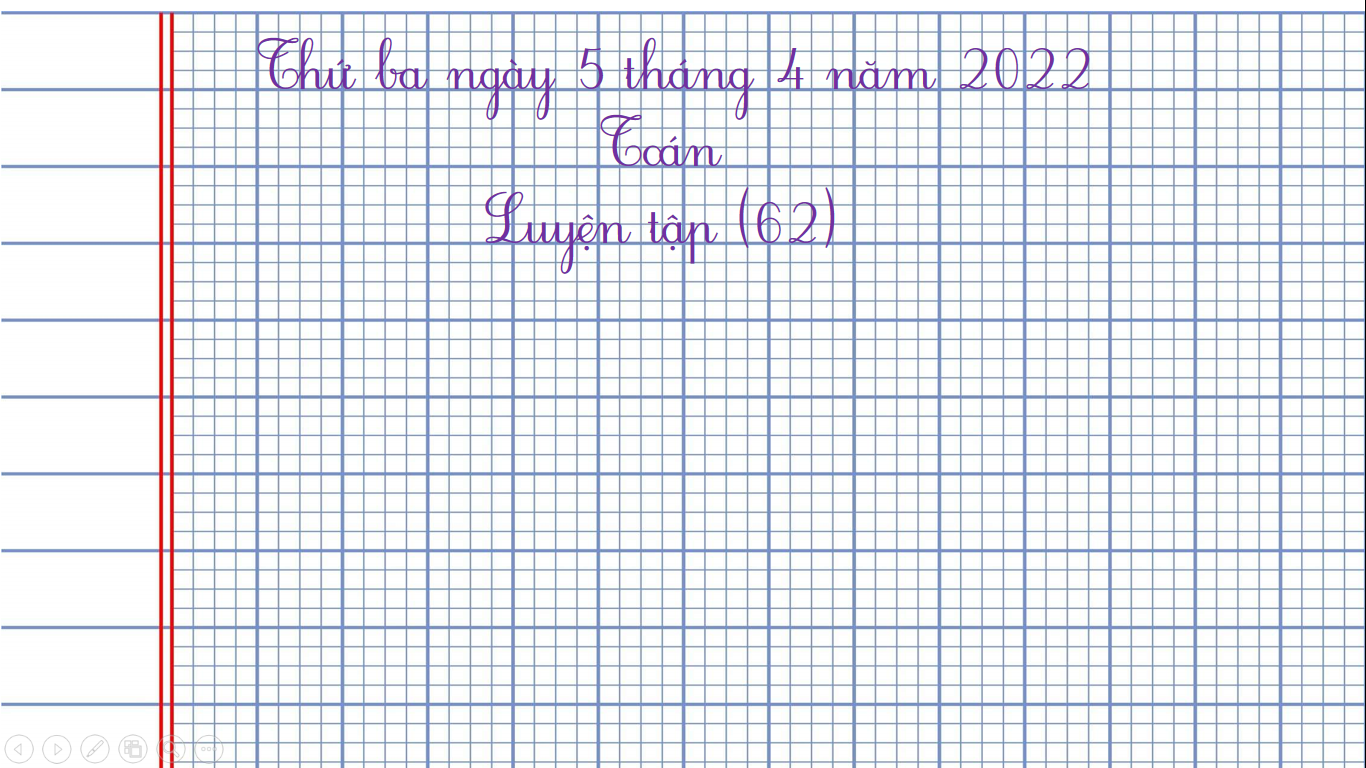 Thứ ba ngày 5 tháng 4 năm 2022
Toán
Luyện tập (62)